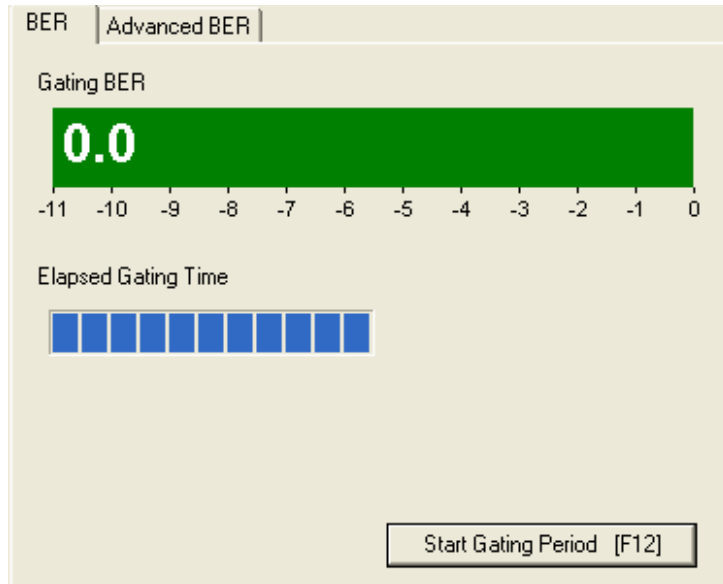 BER Advanced BER
Gating BER
0.0
-11 -10 -9 -8 -7 -6 -5 -4 -3 -2 -1 0
Elapsed Gating Time
Start Gating Period [F12]